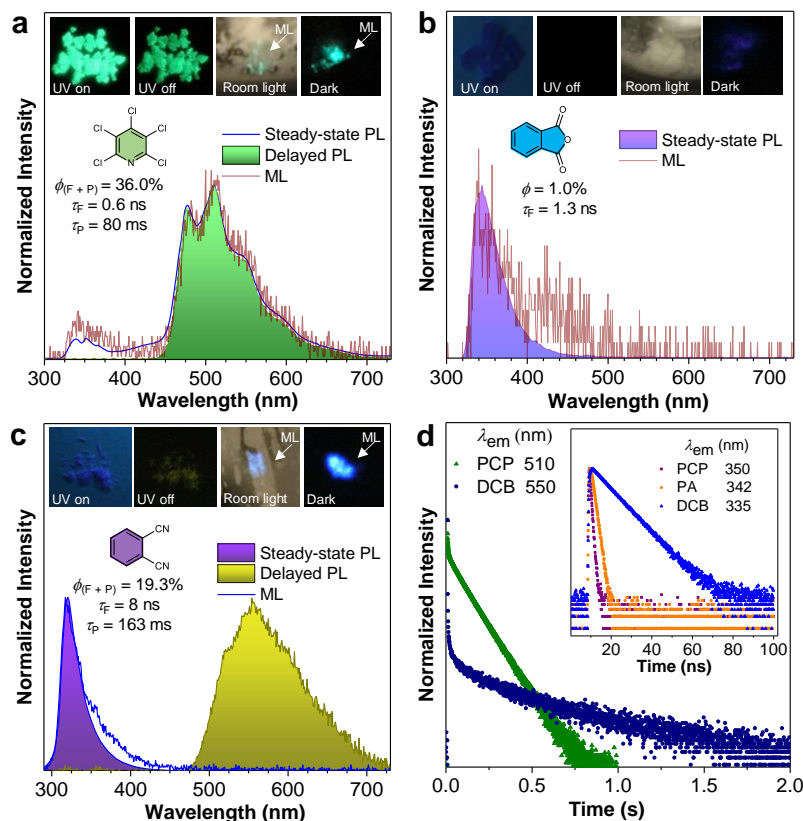 a
ML
ML
UV on
UV off
Room light
Dark
Cl
Cl
Cl
Cl
Cl
N
Steady-state PL
Delayed PL
ML
ϕ(F + P) = 36.0%
τF = 0.6 ns
τP = 80 ms
Normalized Intensity
300
400
500
600
700
Wavelength (nm)
b
UV on
UV off
Room light
Dark
O
O
O
Steady-state PL
ML
ϕ = 1.0%
τF = 1.3 ns
Normalized Intensity
300
400
500
600
700
Wavelength (nm)
c
ML
ML
UV on
UV off
Room light
Dark
CN
CN
ϕ(F + P) = 19.3%
τF = 8 ns
τP = 163 ms
Steady-state PL
Delayed PL
ML
Normalized Intensity
300
400
500
600
700
Wavelength (nm)
d
λem (nm)
PCP 510
DCB 550
λem (nm)
PCP 350
PA 342
DCB 335
20
40
60
80
100
Time (ns)
Normalized Intensity
0.0
0.5
1.0
1.5
2.0
Time (s)